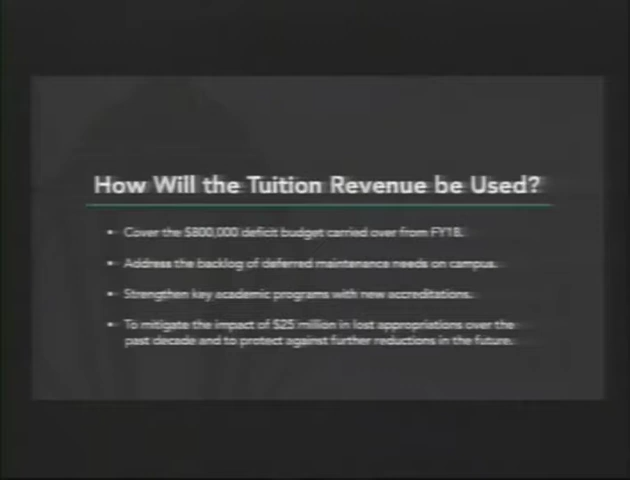 How Will the Tuition Revenue be Used?
• Cover the $800,000 deficit budget carried over from FY18.
• Address the backlog of deferred maintenance needs on campus.
• Strengthen key academic programs with new accreditations.
• To mitigate the impact of $25 million in lost appropriations over the
past decade and to protect against further reductions in the future.